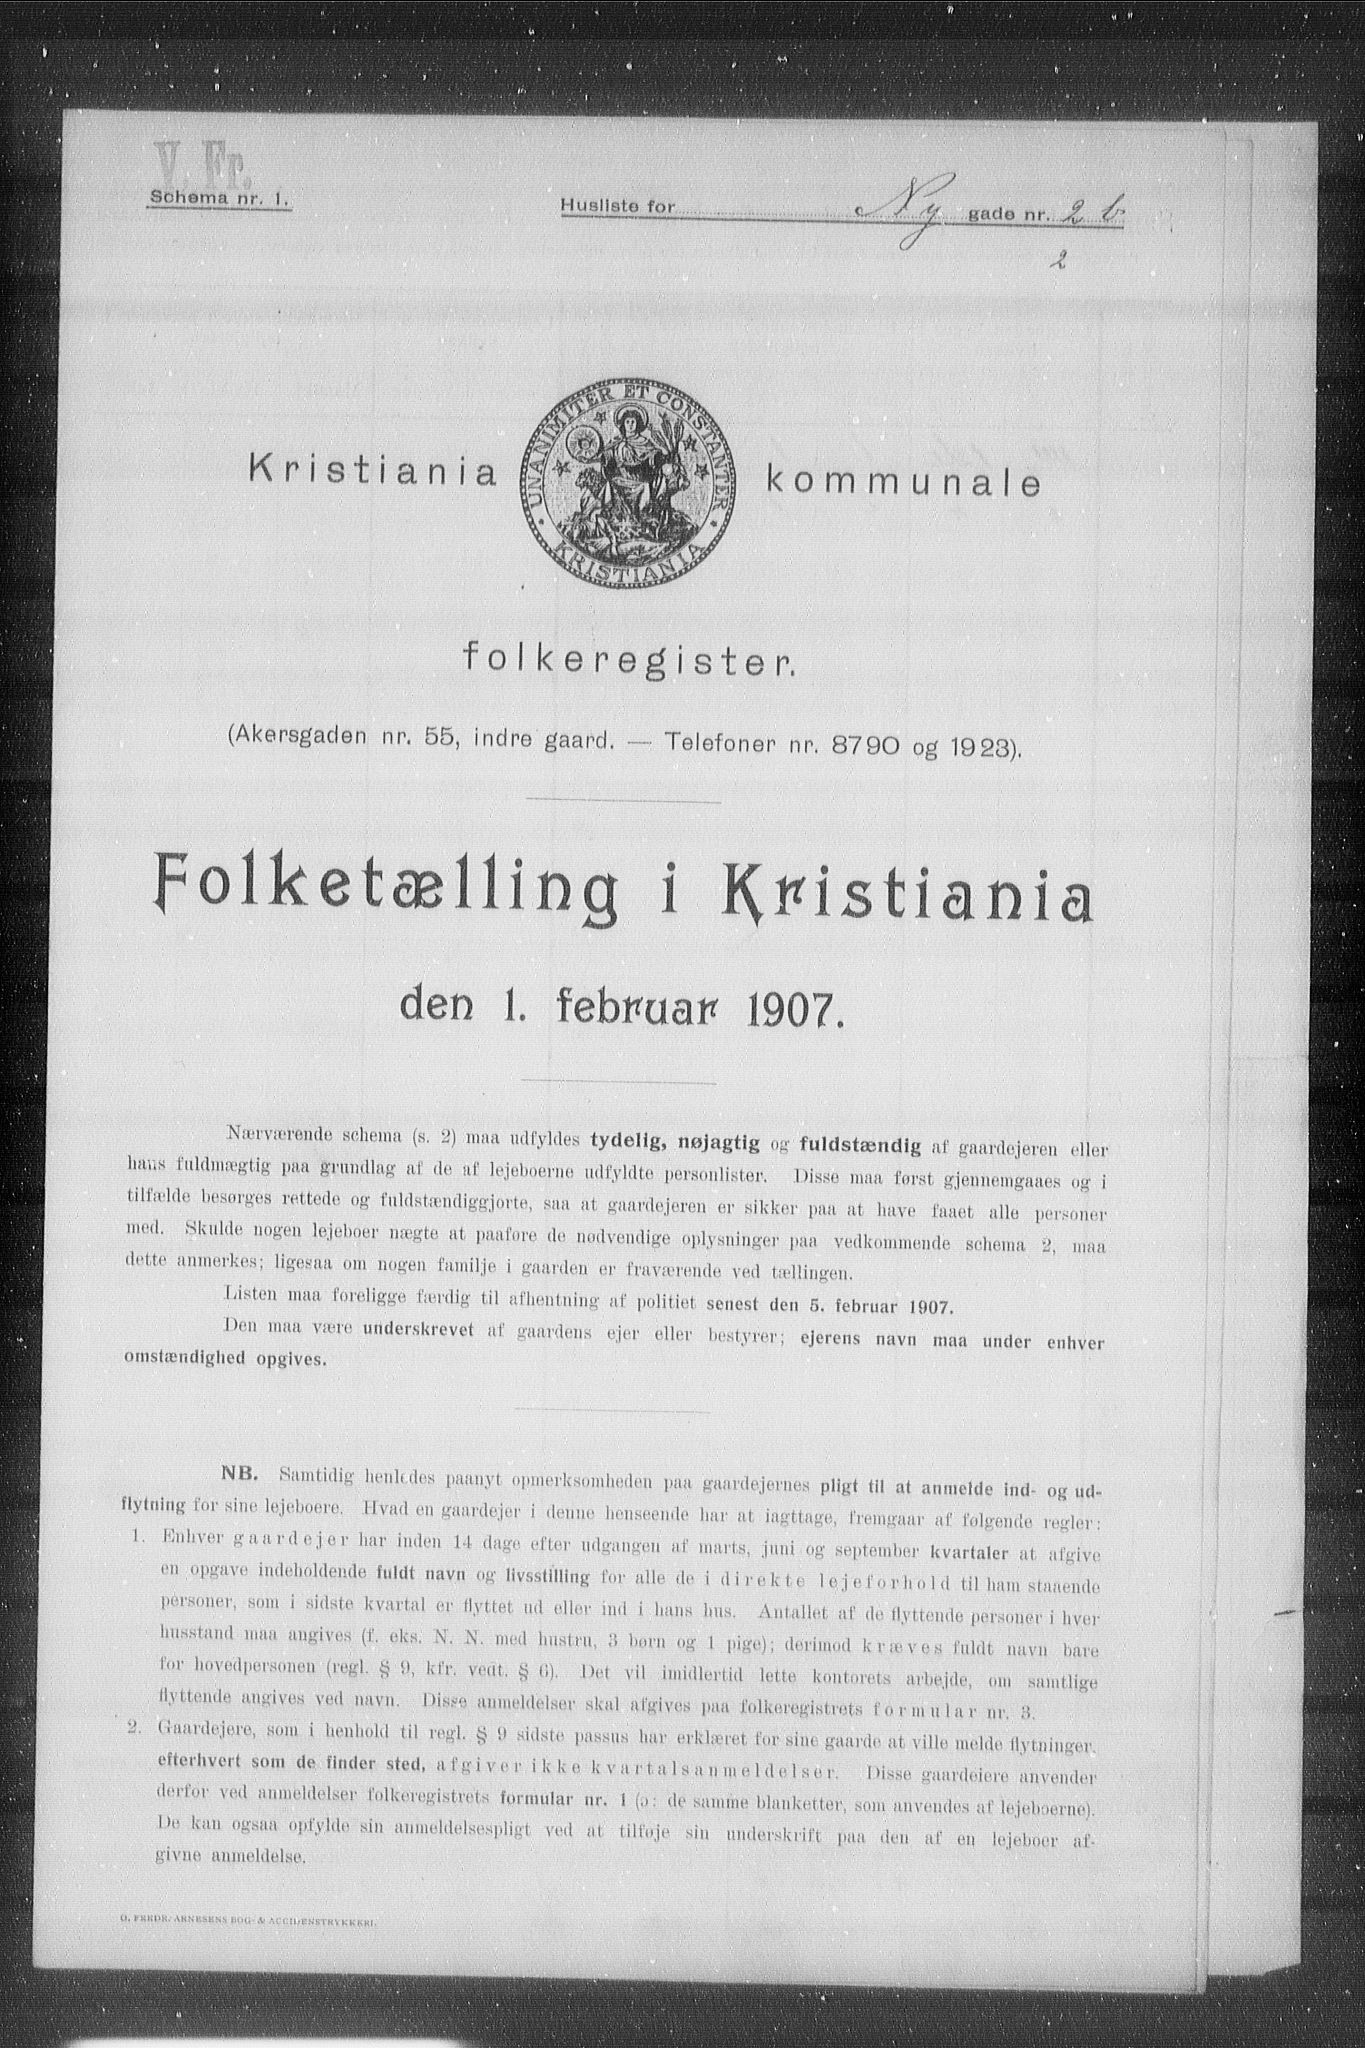 V. Fr.
Schema nr. 1.
Husliste for Ny gade nr. 2 b
2
UNANIMITER ET CONSTANTER
KRISTIANIA
Kristiania kommunale
folkeregister.
(Akersgaden nr. 55, indre gaard. — Telefoner nr. 8790 og 1923).
Folketælling i Kristiania
den 1. februar 1907.
Nærværende schema (s. 2) maa udfyldes tydelig, nøjagtig og fuldstændig af gaardejeren eller
hans fuldmægtig paa grundlag af de af lejeboerne udfyldte personlister. Disse maa først gjennemgaaes og i
tilfælde besørges rettede og fuldstændiggjorte, saa at gaardejeren er sikker paa at have faaet alle personer
med. Skulde nogen lejeboer nægte at paaføre de nødvendige oplysninger paa vedkommende schema 2, maa
dette anmerkes; ligesaa om nogen familje i gaarden er fraværende ved tællingen.
Listen maa foreligge færdig til afhentning af politiet senest den 5. februar 1907.
Den maa være underskrevet af gaardens ejer eller bestyrer; ejerens navn maa under enhver
omstændighed opgives.
NB. Samtidig henledes paanyt opmerksomheden paa gaardejernes pligt til at anmelde ind- og ud-
flytning for sine lejeboere. Hvad en gaardejer i denne henseende har at iagttage, fremgaar af følgende regler:
1. Enhver gaardejer har inden 14 dage efter udgangen af marts, juni og september kvartaler at afgive
en opgave indeholdende fuldt navn og livsstilling for alle de i direkte lejeforhold til ham staaende
personer, som i sidste kvartal er flyttet ud eller ind i hans hus. Antallet af de flyttende personer i hver
husstand maa angives (f. eks. N. N. med hustru, 3 børn og 1 pige); derimod kræves fuldt navn bare
for hovedpersonen (regl. § 9, kfr. vedt. § 6). Det vil imidlertid lette kontorets arbejde, om samtlige
flyttende angives ved navn. Disse anmeldelser skal afgives paa folkeregistrets formular nr. 3.
2. Gaardejere, som i henhold til regl. § 9 sidste passus har erklæret for sine gaarde at ville melde flytninger
efterhvert som de finder sted, afgiver ikke kvartalsanmeldelser. Disse gaardeiere anvender
derfor ved anmeldelser folkeregistrets formular nr. 1 (ɔ: de samme blanketter, som anvendes af lejeboerne).
De kan ogsaa opfylde sin anmeldelsespligt ved at tilføje sin underskrift paa den af en lejeboer af-
givne anmeldelse.
O. FREDR. ARNESENS BOG- & ACCIDENSTRYKKERI.